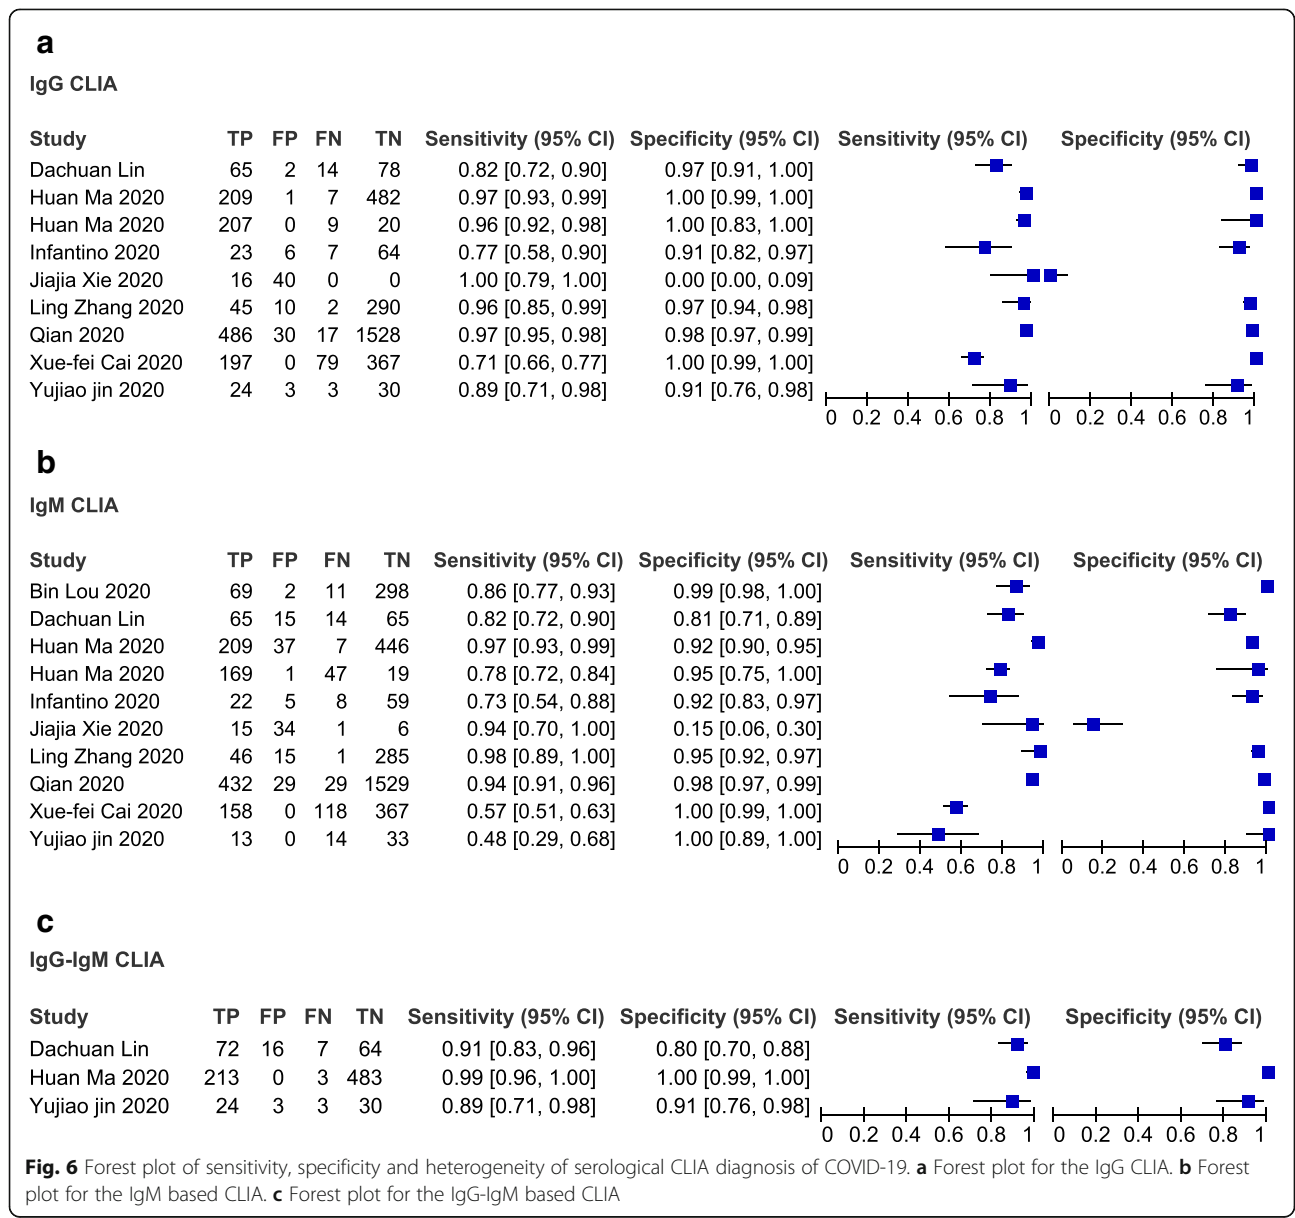 a
IgG CLIA
Study TP FP FN TN Sensitivity (95% CI) Specificity (95% CI) Sensitivity (95% CI) Specificity (95% CI)
Dachuan Lin 65 2 14 78 0.82 [0.72, 0.90] 0.97 [0.91, 1.00]
Huan Ma 2020 209 1 7 482 0.97 [0.93, 0.99] 1.00 [0.99, 1.00]
Huan Ma 2020 207 0 9 20 0.96 [0.92, 0.98] 1.00 [0.83, 1.00]
Infantino 2020 23 6 7 64 0.77 [0.58, 0.90] 0.91 [0.82, 0.97]
Jiajia Xie 2020 16 40 0 0 1.00 [0.79, 1.00] 0.00 [0.00, 0.09]
Ling Zhang 2020 45 10 2 290 0.96 [0.85, 0.99] 0.97 [0.94, 0.98]
Qian 2020 486 30 17 1528 0.97 [0.95, 0.98] 0.98 [0.97, 0.99]
Xue-fei Cai 2020 197 0 79 367 0.71 [0.66, 0.77] 1.00 [0.99, 1.00]
Yujiao jin 2020 24 3 3 30 0.89 [0.71, 0.98] 0.91 [0.76, 0.98]
0 0.2 0.4 0.6 0.8 1 0 0.2 0.4 0.6 0.8 1
b
IgM CLIA
Study TP FP FN TN Sensitivity (95% CI) Specificity (95% CI) Sensitivity (95% CI) Specificity (95% CI)
Bin Lou 2020 69 2 11 298 0.86 [0.77, 0.93] 0.99 [0.98, 1.00]
Dachuan Lin 65 15 14 65 0.82 [0.72, 0.90] 0.81 [0.71, 0.89]
Huan Ma 2020 209 37 7 446 0.97 [0.93, 0.99] 0.92 [0.90, 0.95]
Huan Ma 2020 169 1 47 19 0.78 [0.72, 0.84] 0.95 [0.75, 1.00]
Infantino 2020 22 5 8 59 0.73 [0.54, 0.88] 0.92 [0.83, 0.97]
Jiajia Xie 2020 15 34 1 6 0.94 [0.70, 1.00] 0.15 [0.06, 0.30]
Ling Zhang 2020 46 15 1 285 0.98 [0.89, 1.00] 0.95 [0.92, 0.97]
Qian 2020 432 29 29 1529 0.94 [0.91, 0.96] 0.98 [0.97, 0.99]
Xue-fei Cai 2020 158 0 118 367 0.57 [0.51, 0.63] 1.00 [0.99, 1.00]
Yujiao jin 2020 13 0 14 33 0.48 [0.29, 0.68] 1.00 [0.89, 1.00]
0 0.2 0.4 0.6 0.8 1 0 0.2 0.4 0.6 0.8 1
c
IgG-IgM CLIA
Study TP FP FN TN Sensitivity (95% CI) Specificity (95% CI) Sensitivity (95% CI) Specificity (95% CI)
Dachuan Lin 72 16 7 64 0.91 [0.83, 0.96] 0.80 [0.70, 0.88]
Huan Ma 2020 213 0 3 483 0.99 [0.96, 1.00] 1.00 [0.99, 1.00]
Yujiao jin 2020 24 3 3 30 0.89 [0.71, 0.98] 0.91 [0.76, 0.98]
0 0.2 0.4 0.6 0.8 1 0 0.2 0.4 0.6 0.8 1
Fig. 6 Forest plot of sensitivity, specificity and heterogeneity of serological CLIA diagnosis of COVID-19. a Forest plot for the IgG CLIA. b Forest
plot for the IgM based CLIA. c Forest plot for the IgG-IgM based CLIA